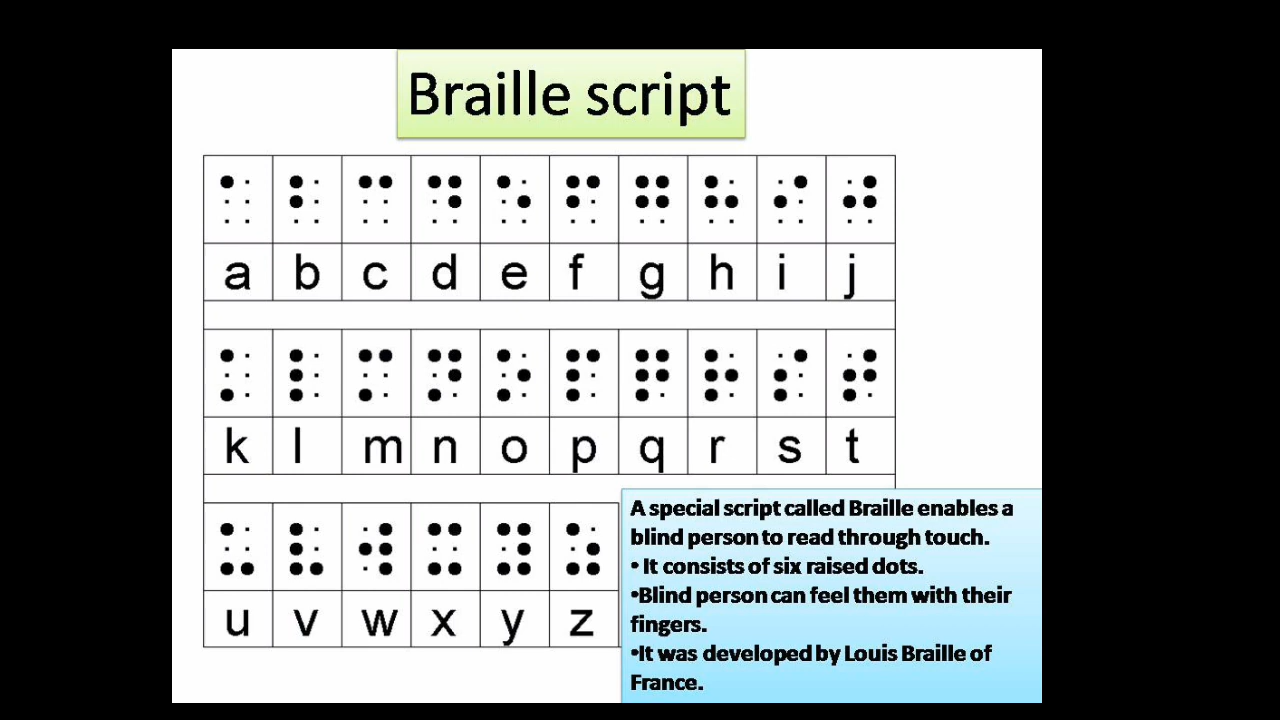 Braille script
a b c d e f g h i j
k l m n o p q r s t
u v w x y z
A special script called Braille enables a
blind person to read through touch.
• It consists of six raised dots.
•Blind person can feel them with their
fingers.
•It was developed by Louis Braille of
France.